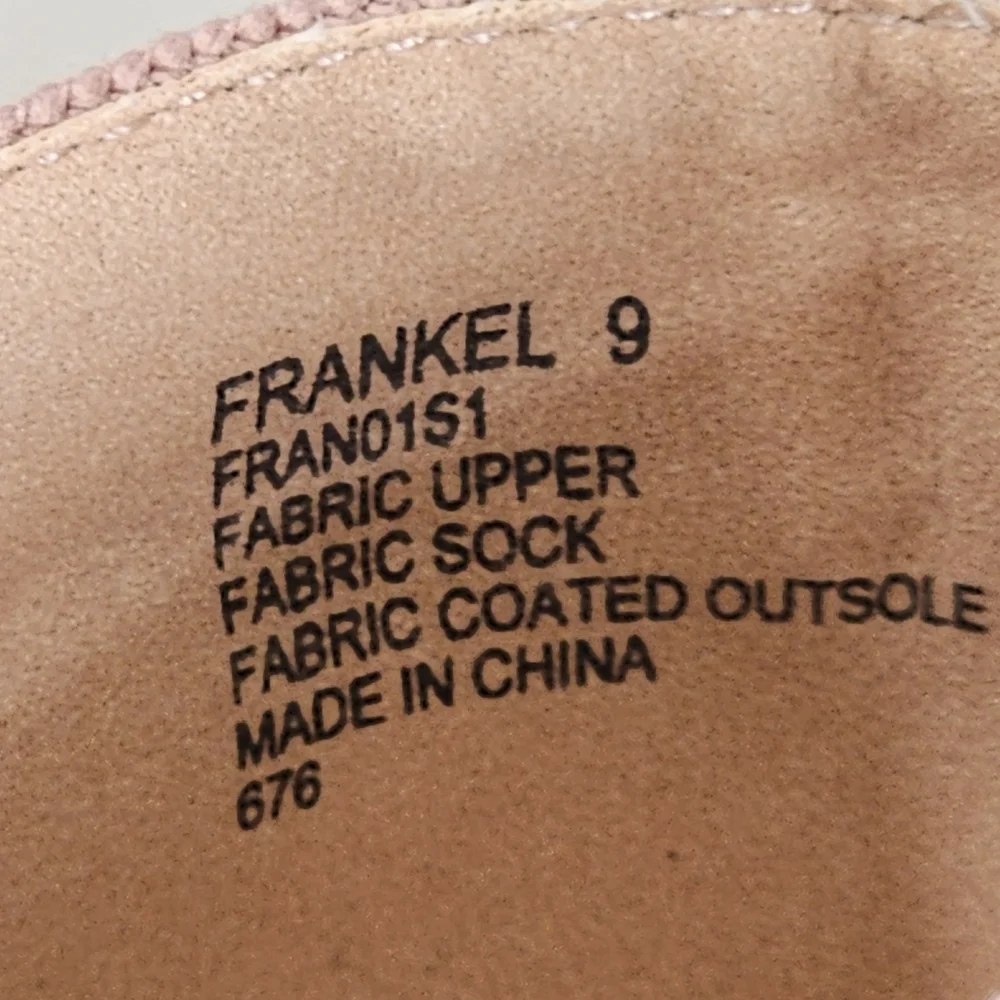 FRANKEL 9
FRAN01S1
FABRIC UPPER
FABRIC SOCK
FABRIC COATED OUTSOLE
MADE IN CHINA
676